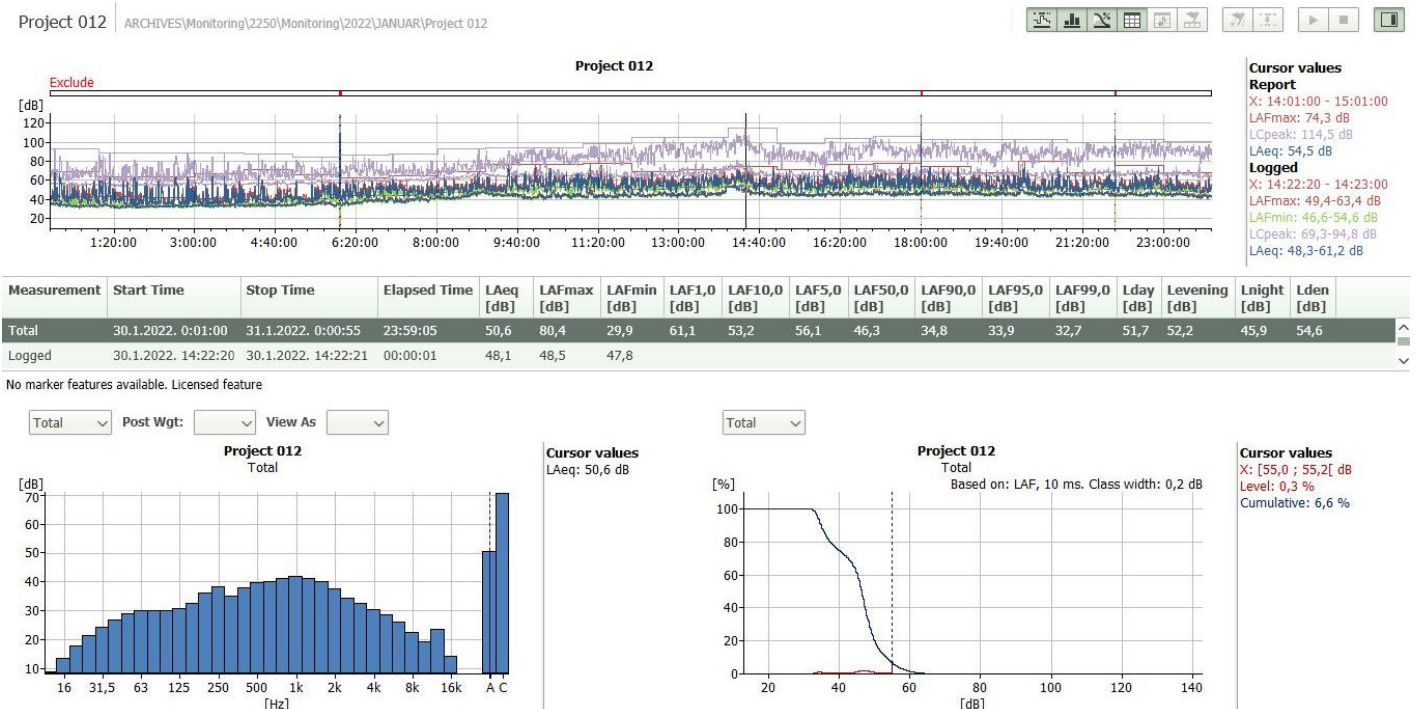 Project 012 ARCHIVES\Monitoring\2250\Monitoring\2022\JANUAR\Project 012
Project 012
Exclude
[dB]
120
100
80
60
40
20
1:20:00 3:00:00 4:40:00 6:20:00 8:00:00 9:40:00 11:20:00 13:00:00 14:40:00 16:20:00 18:00:00 19:40:00 21:20:00 23:00:00
Cursor values
Report
X: 14:01:00 - 15:01:00
LAFmax: 74,3 dB
LCpeak: 114,5 dB
LAeq: 54,5 dB
Logged
X: 14:22:20 - 14:23:00
LAFmax: 49,4-63,4 dB
LAFmin: 46,6-54,6 dB
LCpeak: 69,3-94,8 dB
LAeq: 48,3-61,2 dB
Measurement Start Time Stop Time Elapsed Time LAeq LAFmax LAFmin LAF1,0 LAF10,0 LAF5,0 LAF50,0 LAF90,0 LAF95,0 LAF99,0 Lday Levening Lnight Lden
[dB] [dB] [dB] [dB] [dB] [dB] [dB] [dB] [dB] [dB] [dB] [dB] [dB] [dB]
Total 30.1.2022. 0:01:00 31.1.2022. 0:00:55 23:59:05 50,6 80,4 29,9 61,1 53,2 56,1 46,3 34,8 33,9 32,7 51,7 52,2 45,9 54,6
Logged 30.1.2022. 14:22:20 30.1.2022. 14:22:21 00:00:01 48,1 48,5 47,8
No marker features available. Licensed feature
Total Post Wgt: View As
Project 012
Total
[dB]
70
60
50
40
30
20
10
16 31,5 63 125 250 500 1k 2k 4k 8k 16k A C
[Hz]
Cursor values
LAeq: 50,6 dB
Total
Project 012
Total
[%] Based on: LAF, 10 ms. Class width: 0,2 dB
100
80
60
40
20
0
20 40 60 80 100 120 140
[dB]
Cursor values
X: [55,0 ; 55,2[ dB
Level: 0,3 %
Cumulative: 6,6 %